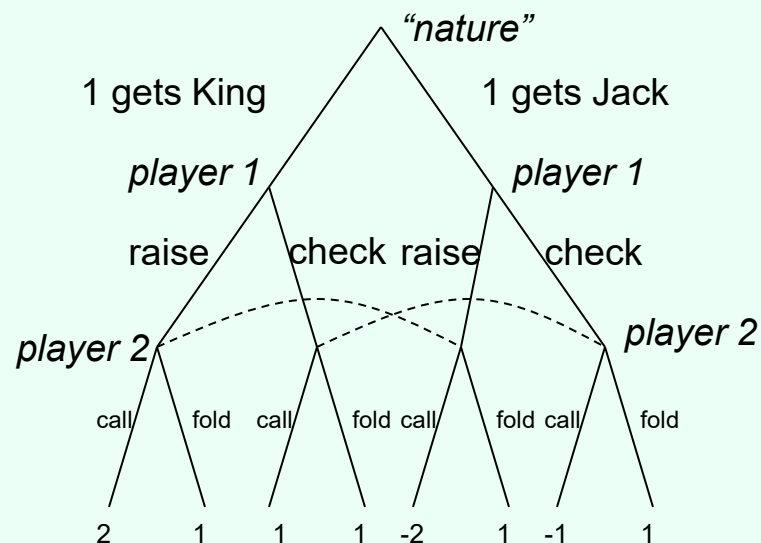 “nature”
1 gets King 1 gets Jack
player 1 player 1
raise check raise check
player 2 player 2
call fold call fold call fold call fold
2 1 1 1 -2 1 -1 1